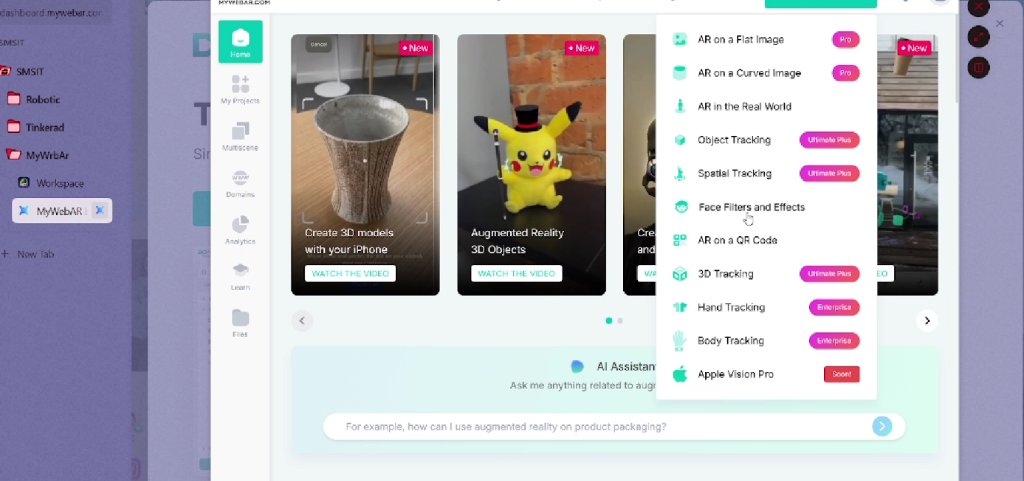 dashboard.mywebar.com
SMSIT
SMSIT
Robotic
Tinkerad
MyWrbAr
Workspace
MyWebAR
New Tab
MYWEBAR.COM
Home
My Projects
Multiscene
Domains
Analytics
Learn
Files
Cancel
New
Create 3D models
with your iPhone
WATCH THE VIDEO
New
Augmented Reality
3D Objects
WATCH THE VIDEO
New
AR on a Flat Image
Pro
AR on a Curved Image
Pro
AR in the Real World
Object Tracking
Ultimate Plus
Spatial Tracking
Ultimate Plus
Face Filters and Effects
AR on a QR Code
3D Tracking
Ultimate Plus
Hand Tracking
Enterprise
Body Tracking
Enterprise
Apple Vision Pro
Soon!
AI Assistant
Ask me anything related to
For example, how can I use augmented reality on product packaging?